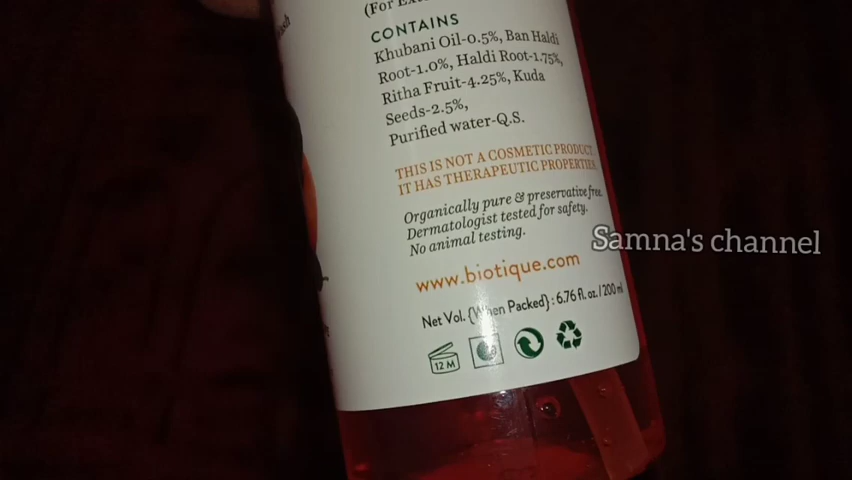 (For
CONTAINS
Khubani Oil-0.5%, Ban Haldi
Root-1.0%, Haldi Root-1.75%,
Ritha Fruit-4.25%, Kuda
Seeds-2.5%,
Purified water-Q.S.
THIS IS NOT A COSMETIC PRODUCT.
IT HAS THERAPEUTIC PROPERTIES.
Organically pure & preservative free.
Dermatologist tested for safety.
No animal testing.
www.biotique.com
Net Vol. {When Packed} : 6.76 fl. oz. / 200 ml
12 M
Samna's channel